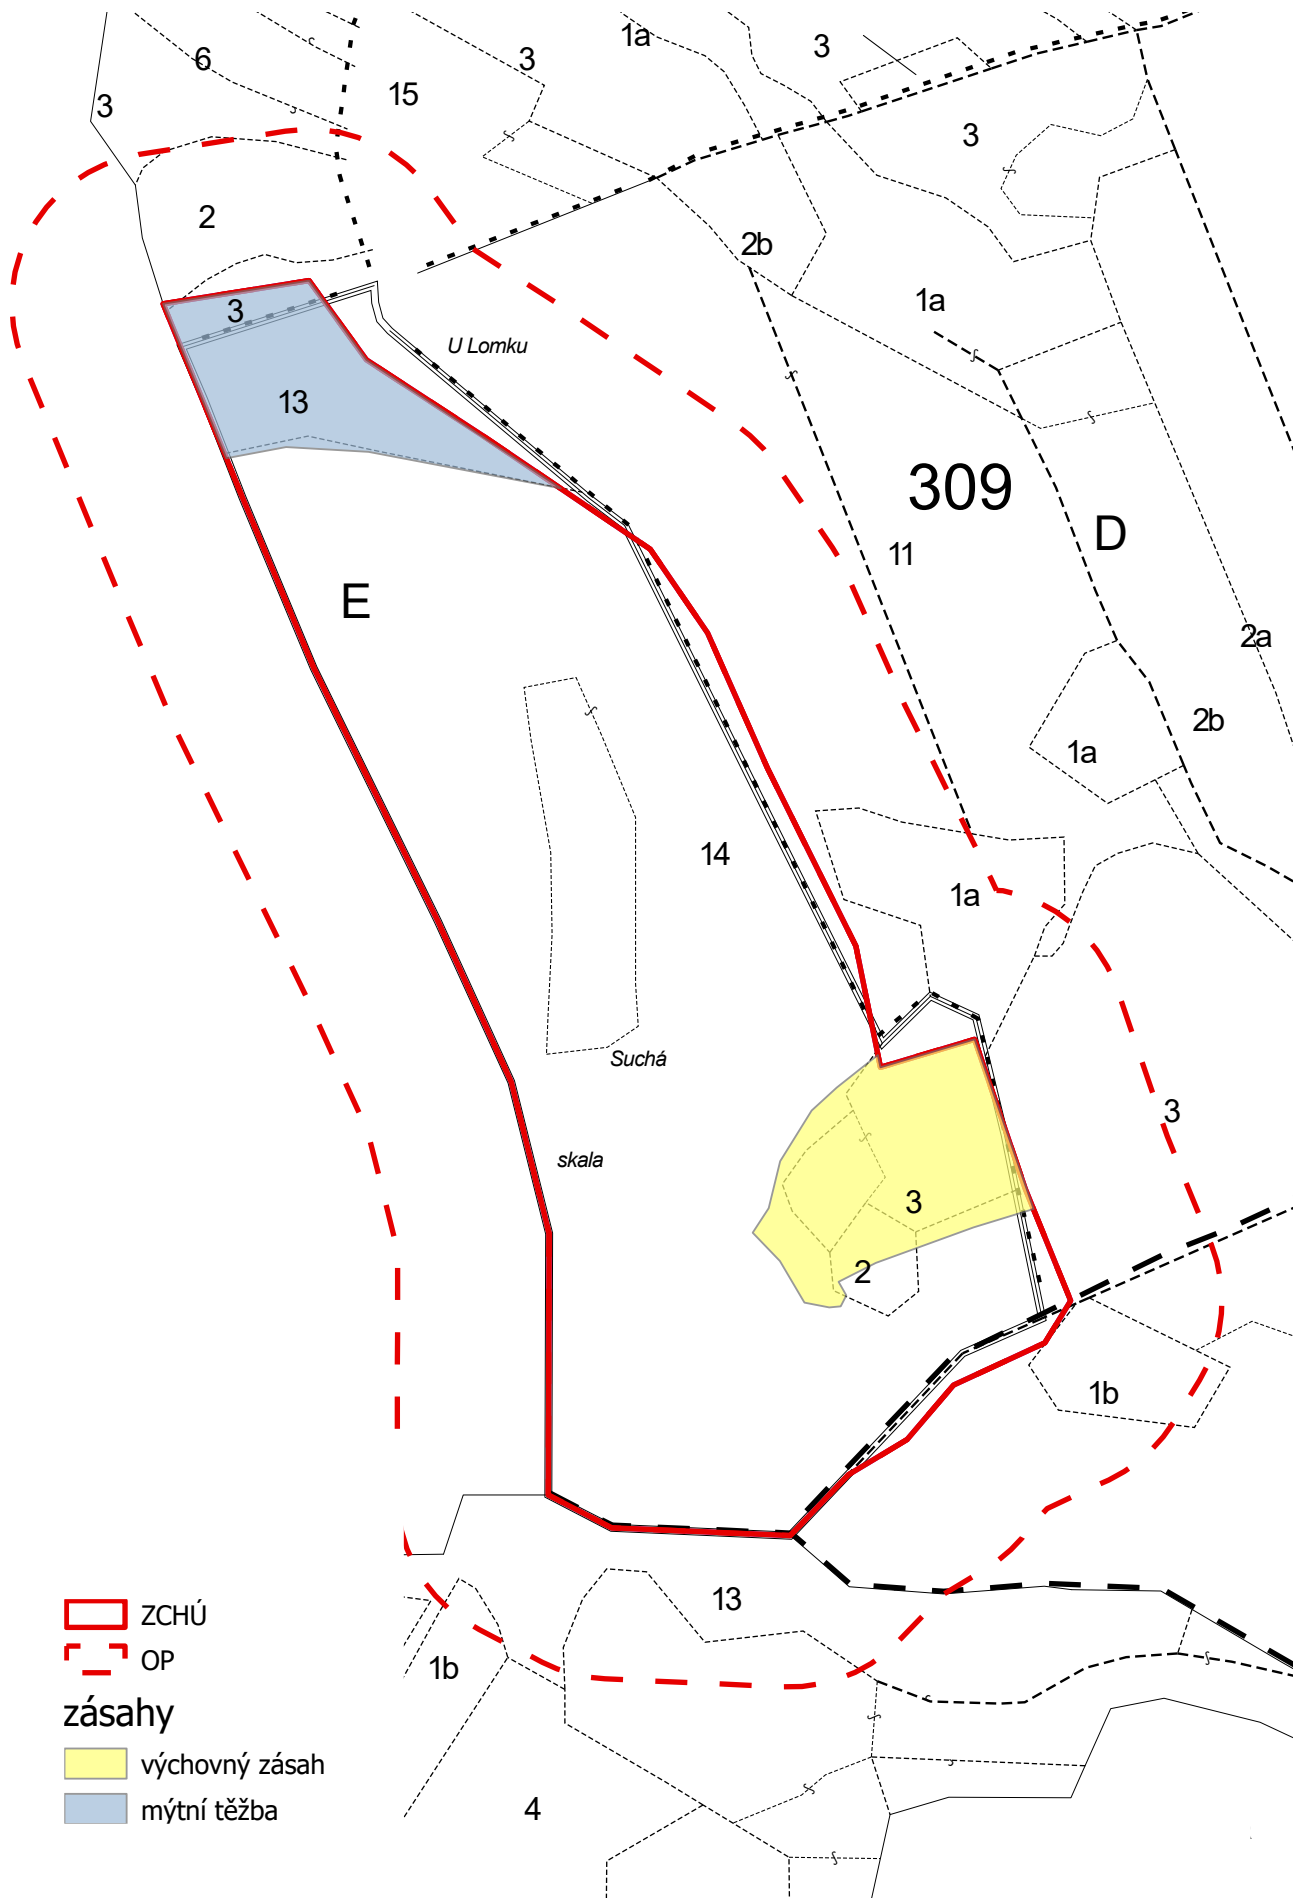 1a
3
3
6
15
3
3
2
2b
1a
3
U Lomku
13
309
D
11
E
2a
2b
1a
14
1a
Suchá
3
skala
3
2
1b
13
ZCHÚ
OP
1b
zásahy
výchovný zásah
mýtní těžba
4